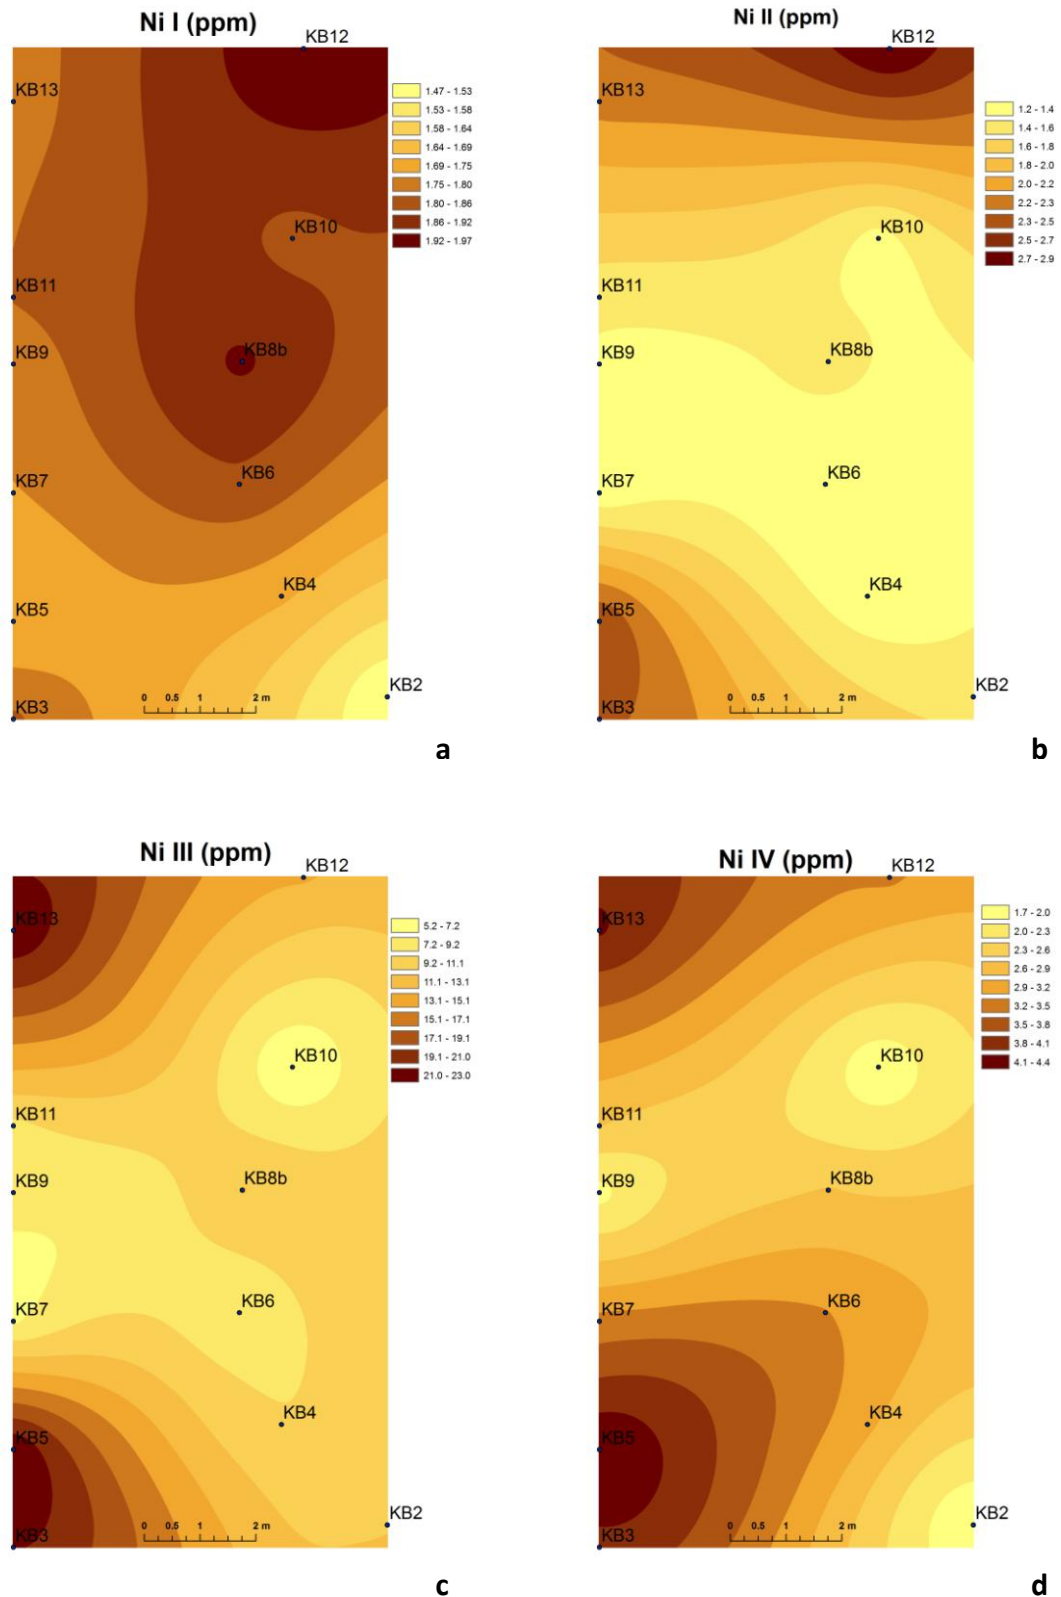 Ni I (ppm)
KB12
KB13
1.47 - 1.53
1.53 - 1.58
1.58 - 1.64
1.64 - 1.69
1.69 - 1.75
1.75 - 1.80
1.80 - 1.86
1.86 - 1.92
1.92 - 1.97
KB10
KB11
KB9
KB8b
KB7
KB6
KB5
KB4
KB3
KB2
0 0.5 1 2 m
a
Ni II (ppm)
KB12
KB13
1.2 - 1.4
1.4 - 1.6
1.6 - 1.8
1.8 - 2.0
2.0 - 2.2
2.2 - 2.3
2.3 - 2.5
2.5 - 2.7
2.7 - 2.9
KB10
KB11
KB9
KB8b
KB7
KB6
KB5
KB4
KB3
KB2
0 0.5 1 2 m
b
Ni III (ppm)
KB12
KB13
5.2 - 7.2
7.2 - 9.2
9.2 - 11.1
11.1 - 13.1
13.1 - 15.1
15.1 - 17.1
17.1 - 19.1
19.1 - 21.0
21.0 - 23.0
KB10
KB11
KB9
KB8b
KB7
KB6
KB5
KB4
KB3
KB2
0 0.5 1 2 m
c
Ni IV (ppm)
KB12
KB13
1.7 - 2.0
2.0 - 2.3
2.3 - 2.6
2.6 - 2.9
2.9 - 3.2
3.2 - 3.5
3.5 - 3.8
3.8 - 4.1
4.1 - 4.4
KB10
KB11
KB9
KB8b
KB7
KB6
KB5
KB4
KB3
KB2
0 0.5 1 2 m
d